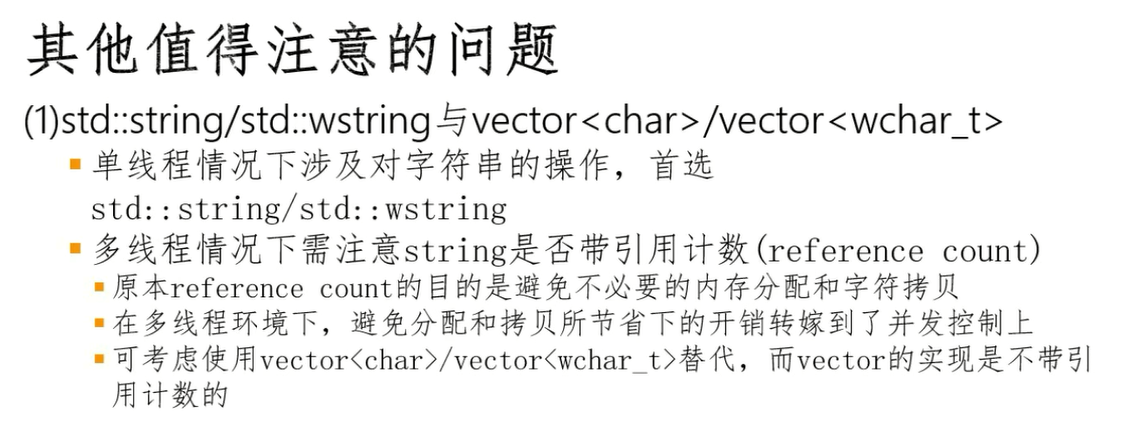 其他值得注意的问题
(1)std::string/std::wstring与vector<char>/vector<wchar_t>
单线程情况下涉及对字符串的操作，首选
std::string/std::wstring
多线程情况下需注意string是否带引用计数(reference count)
原本reference count的目的是避免不必要的内存分配和字符拷贝
在多线程环境下，避免分配和拷贝所节省下的开销转嫁到了并发控制上
可考虑使用vector<char>/vector<wchar_t>替代，而vector的实现是不带引
用计数的